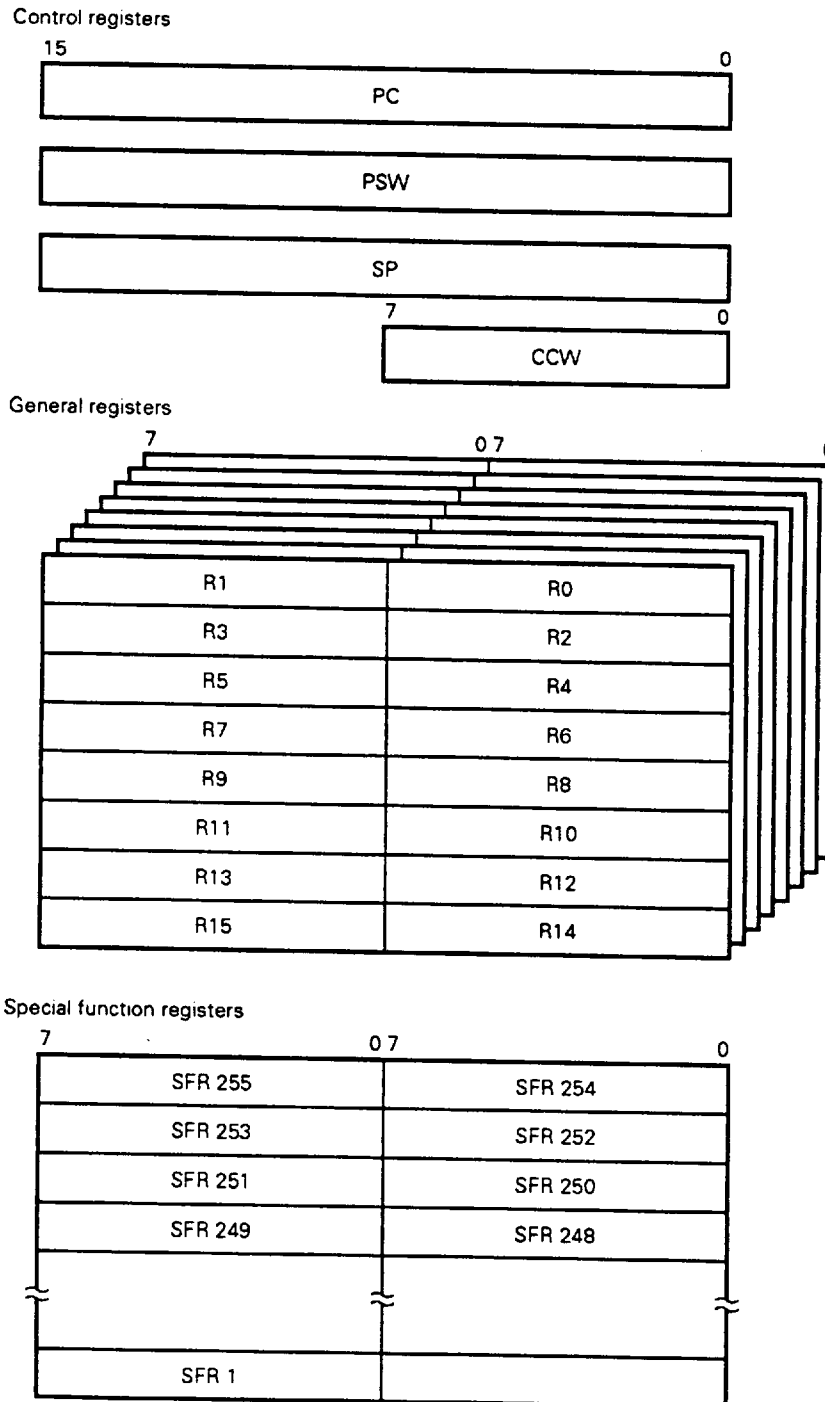 Control registers
15 0
PC
PSW
SP
7 0
CCW
General registers
7 0 7
R1 R0
R3 R2
R5 R4
R7 R6
R9 R8
R11 R10
R13 R12
R15 R14
Special function registers
7 0 7 0
SFR 255 SFR 254
SFR 253 SFR 252
SFR 251 SFR 250
SFR 249 SFR 248
SFR 1